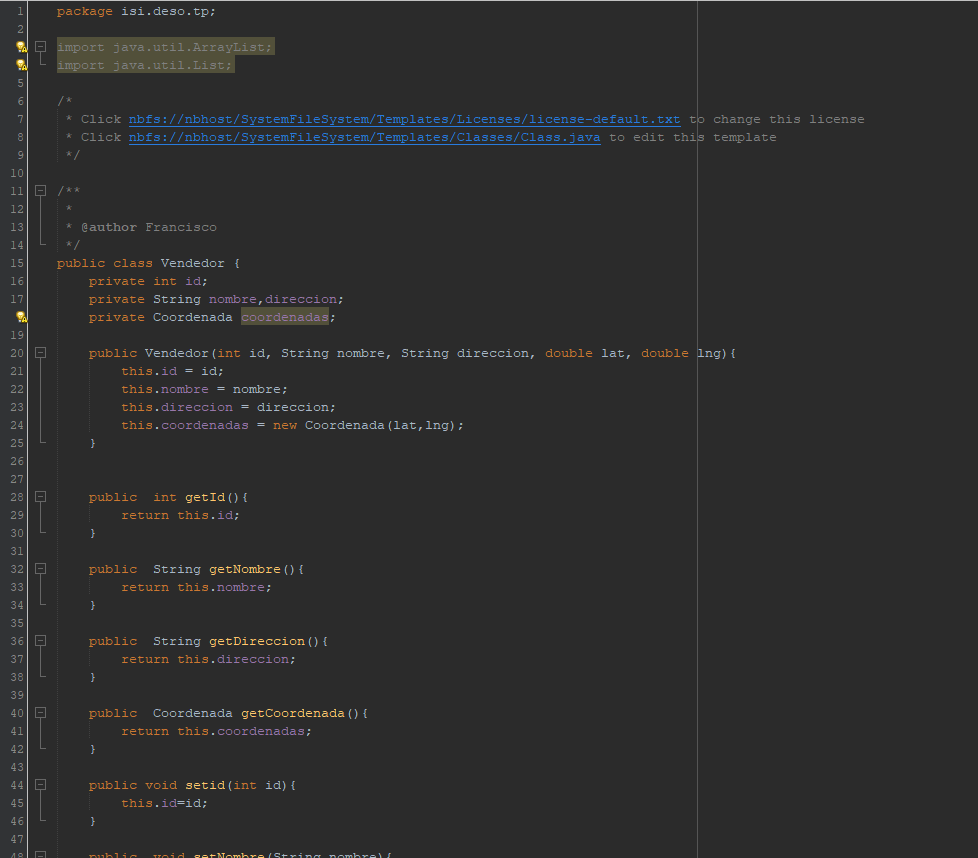 1 package isi.deso.tp;
2
import java.util.ArrayList;
import java.util.List;
5
6 /*
7 * Click nbfs://nbhost/SystemFileSystem/Templates/Licenses/license-default.txt to change this license
8 * Click nbfs://nbhost/SystemFileSystem/Templates/Classes/Class.java to edit this template
9 */
10
11 /**
12 *
13 * @author Francisco
14 */
15 public class Vendedor {
16 private int id;
17 private String nombre,direccion;
private Coordenada coordenadas;
19
20 public Vendedor(int id, String nombre, String direccion, double lat, double lng){
21 this.id = id;
22 this.nombre = nombre;
23 this.direccion = direccion;
24 this.coordenadas = new Coordenada(lat,lng);
25 }
26
27
28 public  int getId(){
29 return this.id;
30 }
31
32 public  String getNombre(){
33 return this.nombre;
34 }
35
36 public  String getDireccion(){
37 return this.direccion;
38 }
39
40 public  Coordenada getCoordenada(){
41 return this.coordenadas;
42 }
43
44 public void setid(int id){
45 this.id=id;
46 }
47
48 public  void setNombre(String nombre){